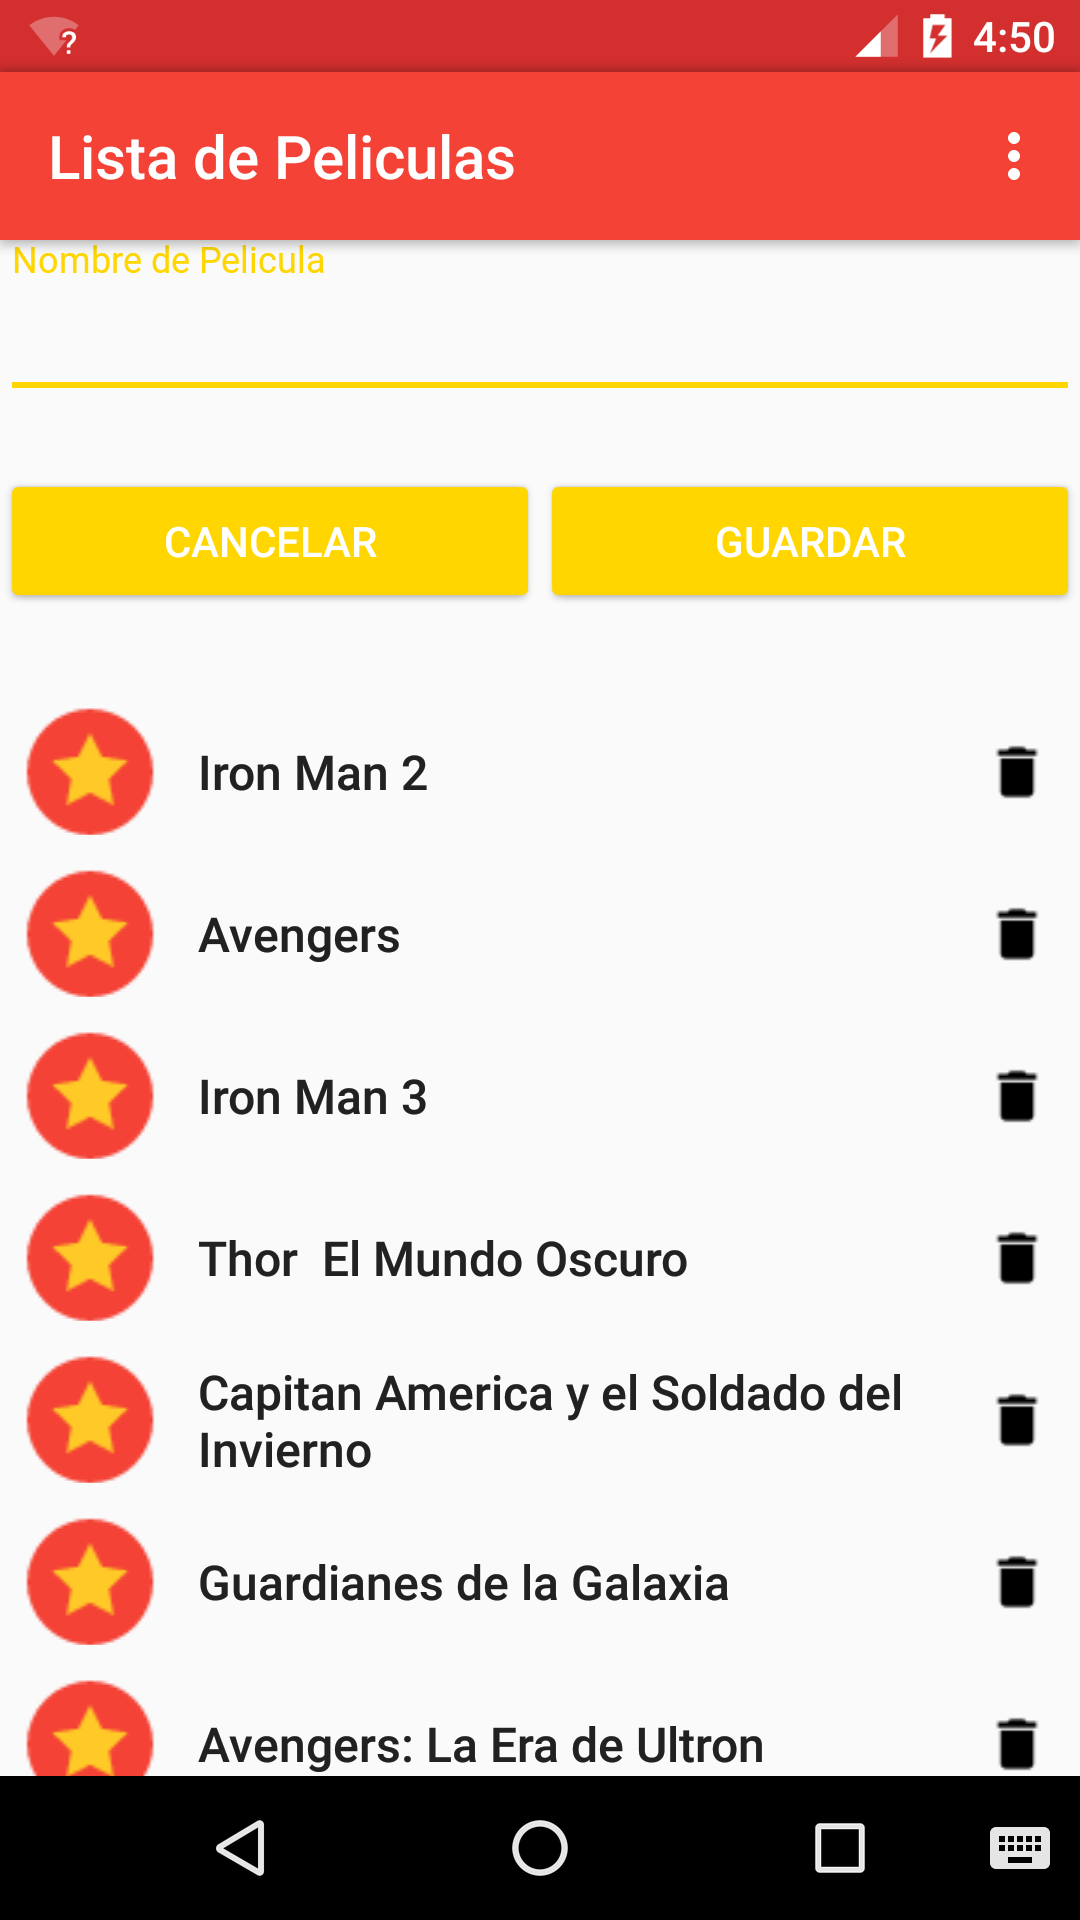 4:50
Lista de Peliculas
Nombre de Pelicula
CANCELAR GUARDAR
Iron Man 2
Avengers
Iron Man 3
Thor  El Mundo Oscuro
Capitan America y el Soldado del
Invierno
Guardianes de la Galaxia
Avengers: La Era de Ultron